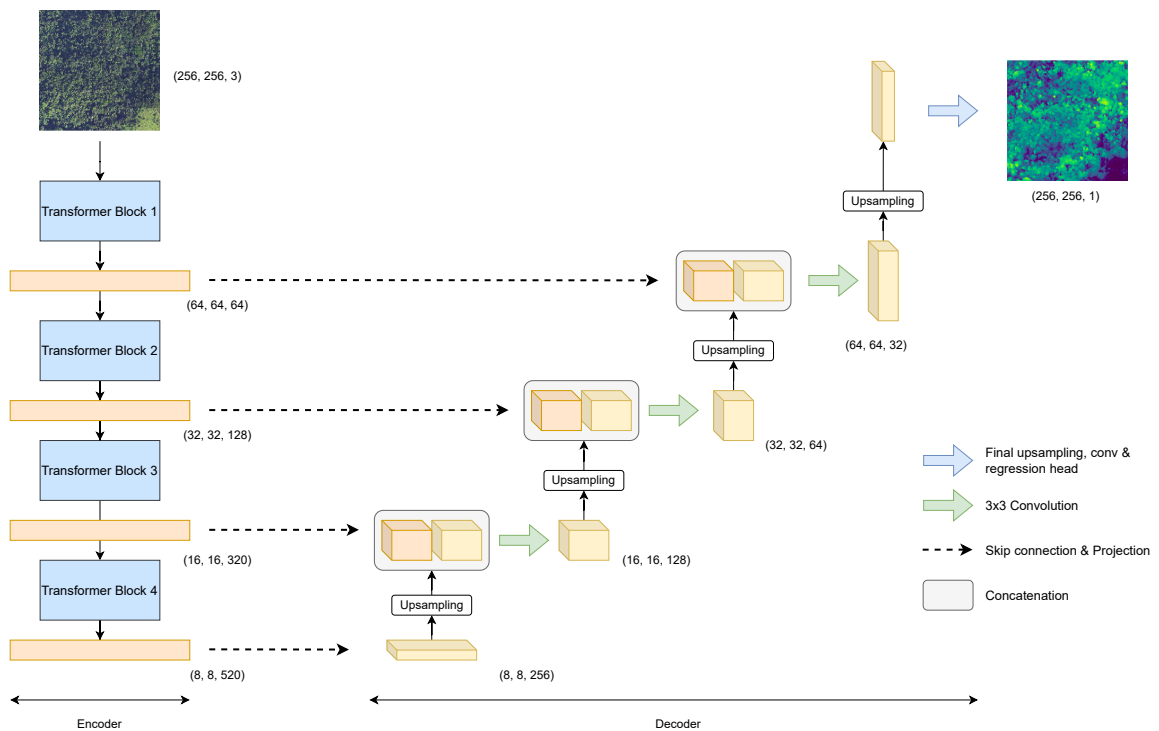 (256, 256, 3)
Transformer Block 1
(64, 64, 64)
Transformer Block 2
(32, 32, 128)
Transformer Block 3
(16, 16, 320)
Transformer Block 4
(8, 8, 520)
Encoder
(8, 8, 256)
Upsampling
(16, 16, 128)
Upsampling
(32, 32, 64)
Upsampling
(64, 64, 32)
Upsampling
(256, 256, 1)
Decoder
Final upsampling, conv &
regression head
3x3 Convolution
Skip connection & Projection
Concatenation